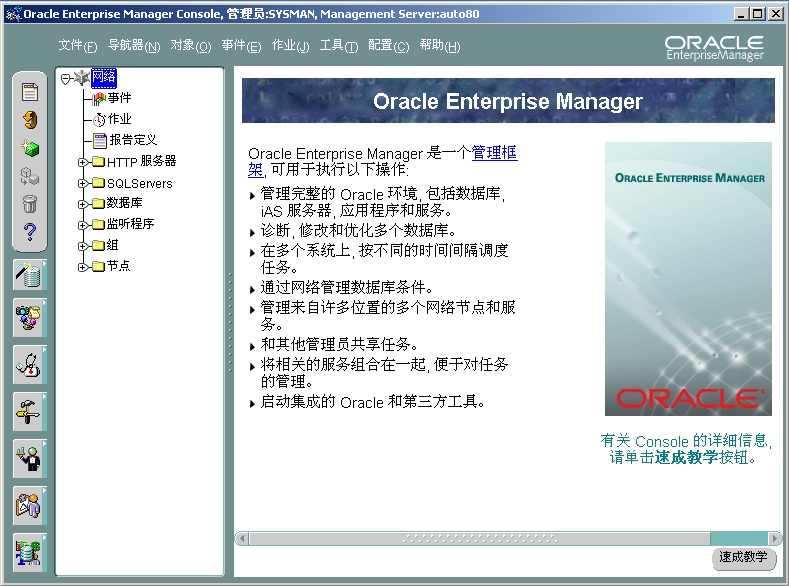 Oracle Enterprise Manager Console, 管理员:SYSMAN, Management Server:auto80
文件(F) 导航器(N) 对象(O) 事件(E) 作业(J) 工具(T) 配置(C) 帮助(H)
ORACLE
EnterpriseManager
网络
事件
作业
报告定义
HTTP 服务器
SQLServers
数据库
监听程序
组
节点
Oracle Enterprise Manager
Oracle Enterprise Manager 是一个管理框
架, 可用于执行以下操作:
管理完整的 Oracle 环境, 包括数据库,
iAS 服务器, 应用程序和服务。
诊断, 修改和优化多个数据库。
在多个系统上, 按不同的时间间隔调度
任务。
通过网络管理数据库条件。
管理来自许多位置的多个网络节点和服
务。
和其他管理员共享任务。
将相关的服务组合在一起, 便于对任务
的管理。
启动集成的 Oracle 和第三方工具。
ORACLE ENTERPRISE MANAGER
ORACLE
有关 Console 的详细信息,
请单击速成教学按钮。
速成教学